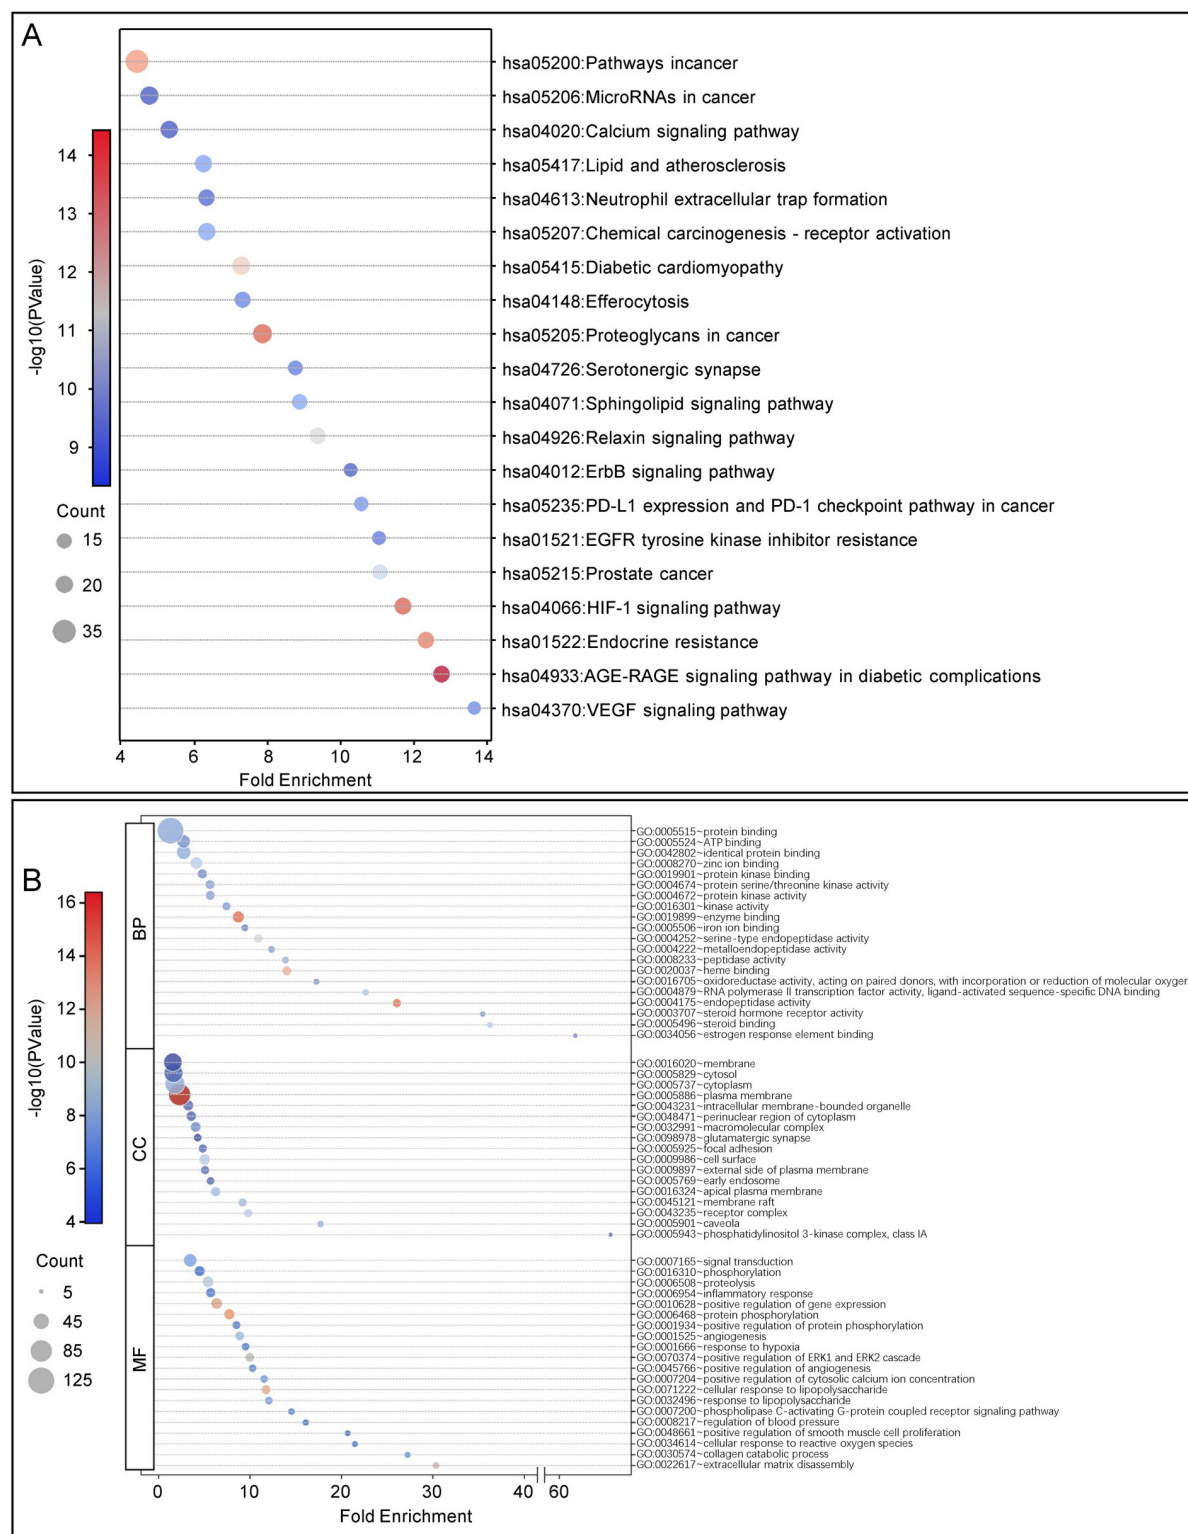 A
hsa05200:Pathways incancer
hsa05206:MicroRNAs in cancer
hsa04020:Calcium signaling pathway
hsa05417:Lipid and atherosclerosis
hsa04613:Neutrophil extracellular trap formation
hsa05207:Chemical carcinogenesis - receptor activation
hsa05415:Diabetic cardiomyopathy
hsa04148:Efferocytosis
hsa05205:Proteoglycans in cancer
hsa04726:Serotonergic synapse
hsa04071:Sphingolipid signaling pathway
hsa04926:Relaxin signaling pathway
hsa04012:ErbB signaling pathway
hsa05235:PD-L1 expression and PD-1 checkpoint pathway in cancer
hsa01521:EGFR tyrosine kinase inhibitor resistance
hsa05215:Prostate cancer
hsa04066:HIF-1 signaling pathway
hsa01522:Endocrine resistance
hsa04933:AGE-RAGE signaling pathway in diabetic complications
hsa04370:VEGF signaling pathway
-log10(PValue)
14
13
12
11
10
9
Count
15
20
35
4 6 8 10 12 14
Fold Enrichment
B
BP
GO:0005515~protein binding
GO:0005524~ATP binding
GO:0042802~identical protein binding
GO:0008270~zinc ion binding
GO:0019901~protein kinase binding
GO:0004674~protein serine/threonine kinase activity
GO:0004672~protein kinase activity
GO:0016301~kinase activity
GO:0019899~enzyme binding
GO:0005506~iron ion binding
GO:0004252~serine-type endopeptidase activity
GO:0004222~metalloendopeptidase activity
GO:0008233~peptidase activity
GO:0020037~heme binding
GO:0016705~oxidoreductase activity, acting on paired donors, with incorporation or reduction of molecular oxygen
GO:0004879~RNA polymerase II transcription factor activity, ligand-activated sequence-specific DNA binding
GO:0004175~endopeptidase activity
GO:0003707~steroid hormone receptor activity
GO:0005496~steroid binding
GO:0034056~estrogen response element binding
CC
GO:0016020~membrane
GO:0005829~cytosol
GO:0005737~cytoplasm
GO:0005886~plasma membrane
GO:0043231~intracellular membrane-bounded organelle
GO:0048471~perinuclear region of cytoplasm
GO:0032991~macromolecular complex
GO:0098978~glutamatergic synapse
GO:0005925~focal adhesion
GO:0009986~cell surface
GO:0009897~external side of plasma membrane
GO:0005769~early endosome
GO:0016324~apical plasma membrane
GO:0045121~membrane raft
GO:0043235~receptor complex
GO:0005901~caveola
GO:0005943~phosphatidylinositol 3-kinase complex, class IA
MF
GO:0007165~signal transduction
GO:0016310~phosphorylation
GO:0006508~proteolysis
GO:0006954~inflammatory response
GO:0010628~positive regulation of gene expression
GO:0006468~protein phosphorylation
GO:0001934~positive regulation of protein phosphorylation
GO:0001525~angiogenesis
GO:0001666~response to hypoxia
GO:0070374~positive regulation of ERK1 and ERK2 cascade
GO:0045766~positive regulation of angiogenesis
GO:0007204~positive regulation of cytosolic calcium ion concentration
GO:0071222~cellular response to lipopolysaccharide
GO:0032496~response to lipopolysaccharide
GO:0007200~phospholipase C-activating G-protein coupled receptor signaling pathway
GO:0008217~regulation of blood pressure
GO:0048661~positive regulation of smooth muscle cell proliferation
GO:0034614~cellular response to reactive oxygen species
GO:0030574~collagen catabolic process
GO:0022617~extracellular matrix disassembly
-log10(PValue)
16
14
12
10
8
6
4
Count
5
45
85
125
0 10 20 30 40 60
Fold Enrichment